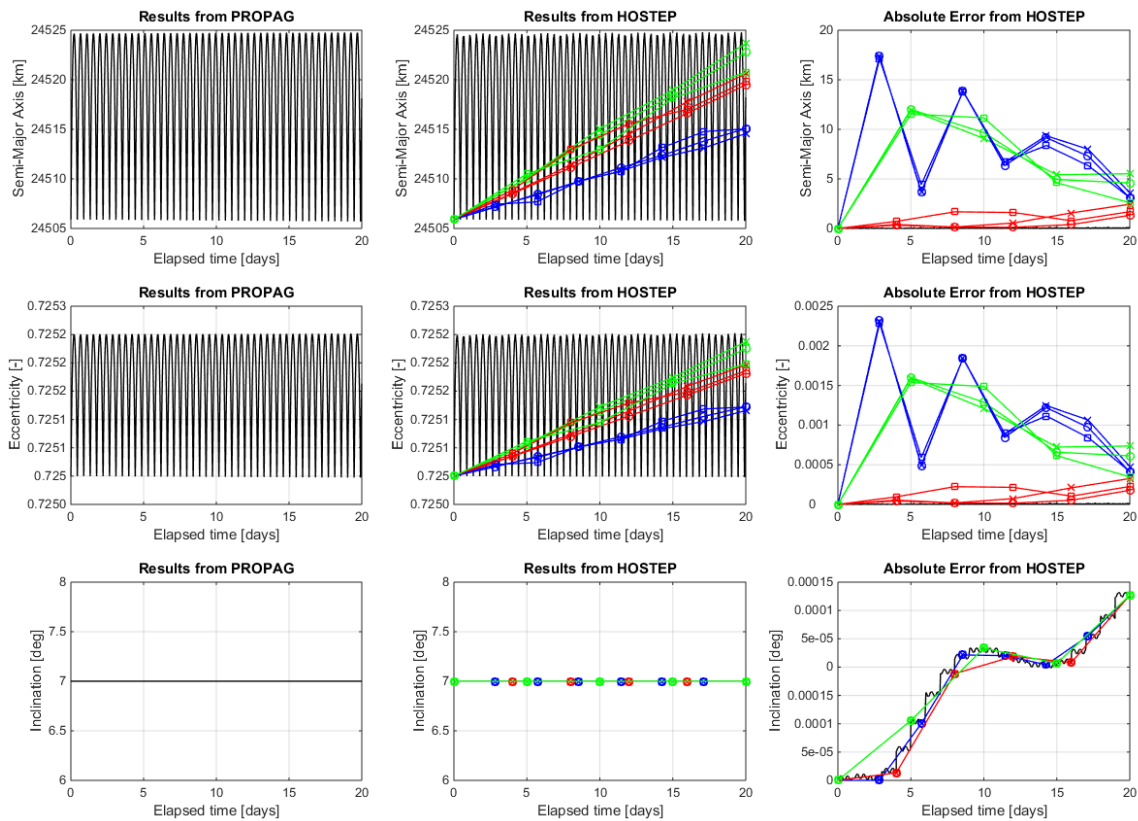 Results from PROPAG
Semi-Major Axis [km]
24525
24520
24515
24510
24505
0 5 10 15 20
Elapsed time [days]
Results from HOSTEP
Semi-Major Axis [km]
24525
24520
24515
24510
24505
0 5 10 15 20
Elapsed time [days]
Absolute Error from HOSTEP
Semi-Major Axis [km]
20
15
10
5
0
0 5 10 15 20
Elapsed time [days]
Results from PROPAG
Eccentricity [-]
0.7253
0.7252
0.7252
0.7251
0.7251
0.725
0.7250
0 5 10 15 20
Elapsed time [days]
Results from HOSTEP
Eccentricity [-]
0.7253
0.7252
0.7252
0.7251
0.7251
0.725
0.7250
0 5 10 15 20
Elapsed time [days]
Absolute Error from HOSTEP
Eccentricity [-]
0.0025
0.002
0.0015
0.001
0.0005
0
0 5 10 15 20
Elapsed time [days]
Results from PROPAG
Inclination [deg]
8
7.5
7
6.5
6
0 5 10 15 20
Elapsed time [days]
Results from HOSTEP
Inclination [deg]
8
7.5
7
6.5
6
0 5 10 15 20
Elapsed time [days]
Absolute Error from HOSTEP
Inclination [deg]
0.00015
0.0001
5e-05
0
0.00015
0.0001
5e-05
0
0 5 10 15 20
Elapsed time [days]